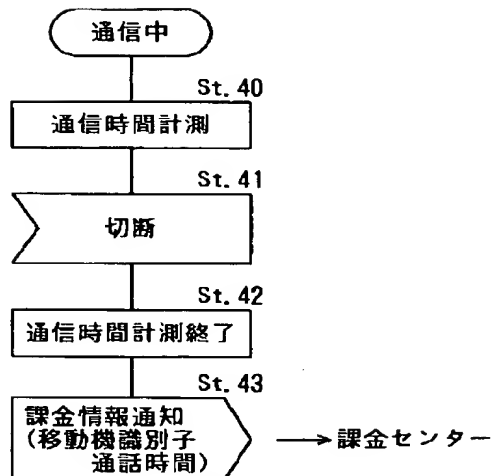 通信中
St. 40
通信時間計測
St. 41
切断
St. 42
通信時間計測終了
St. 43
課金情報通知
(移動機識別子
通話時間)
課金センター